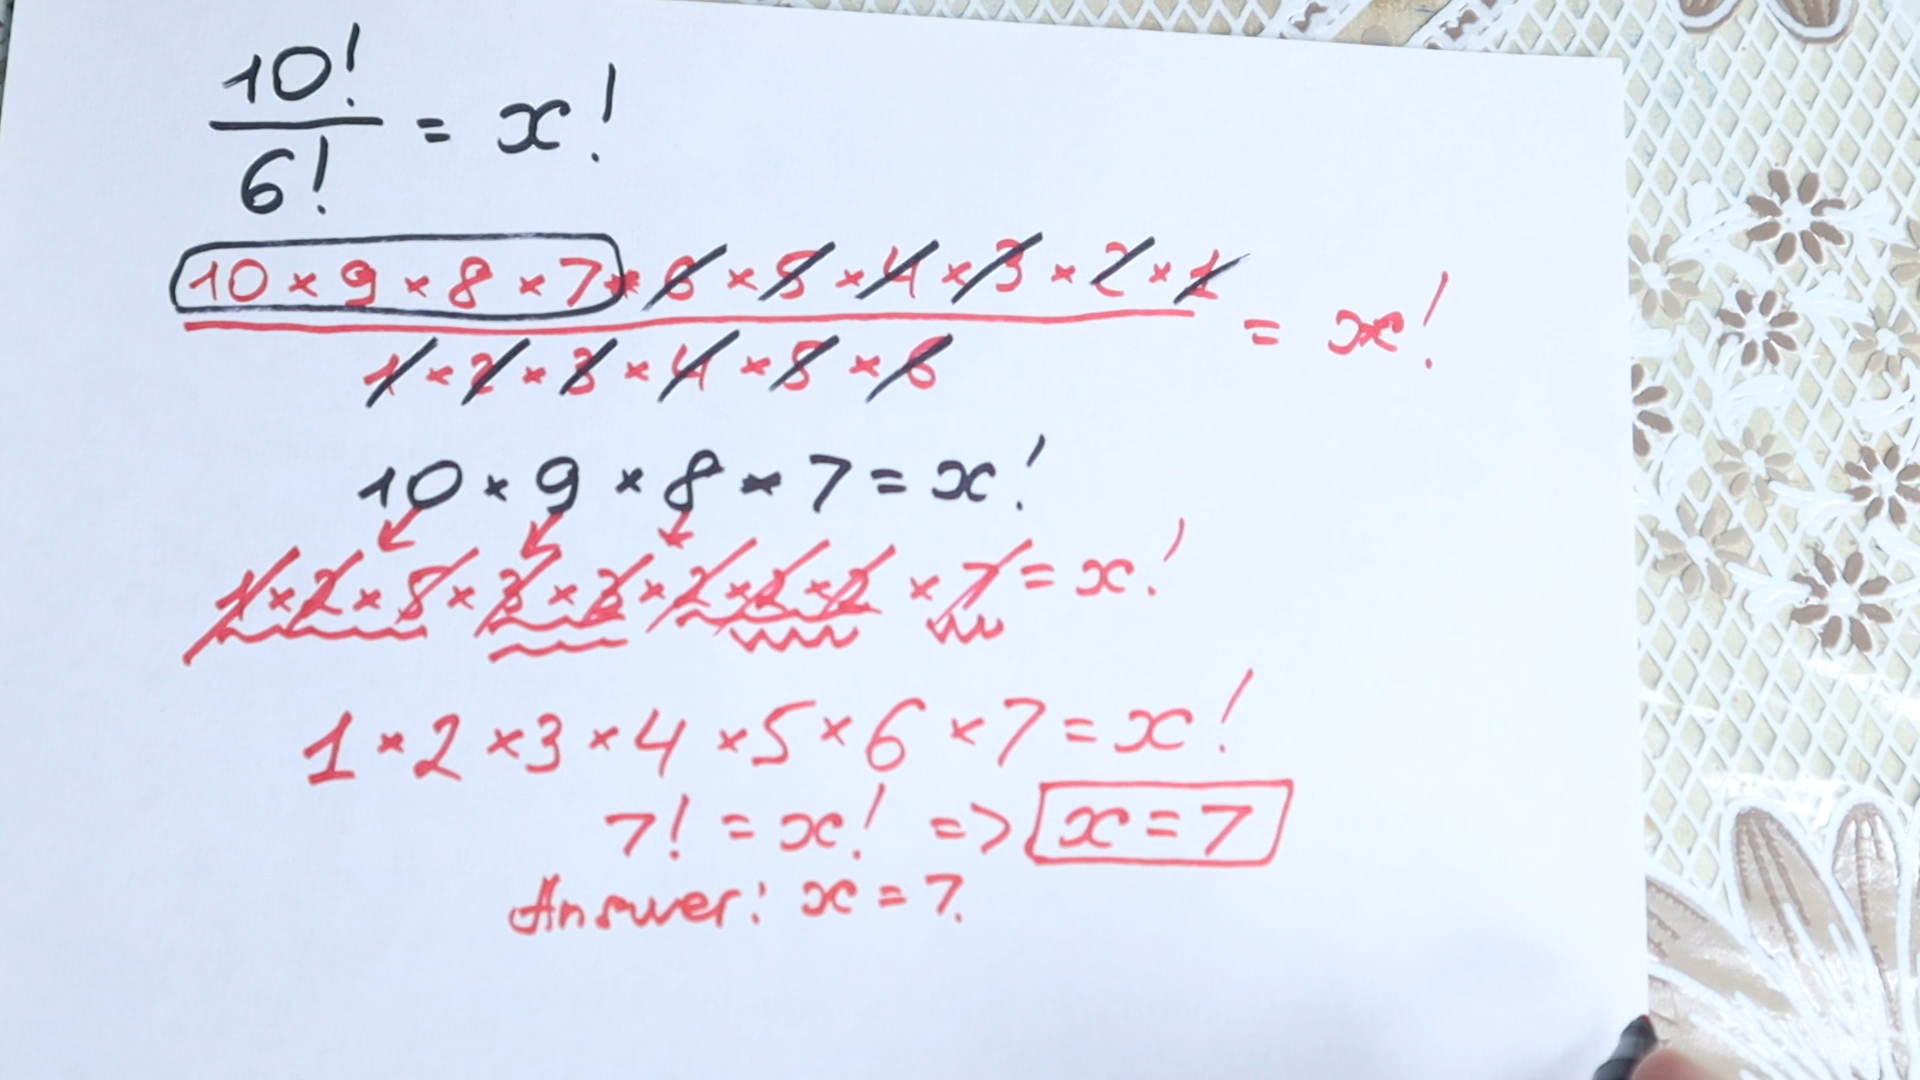 10!/6! = x!
10 × 9 × 8 × 7 × 6 × 5 × 4 × 3 × 2 × 1 / 1 × 2 × 3 × 4 × 5 × 6 = x!
10 × 9 × 8 × 7 = x!
1 × 2 × 5 × 3 × 3 × 2 × 2 × 2 × 7 = x!
1 × 2 × 3 × 4 × 5 × 6 × 7 = x!
7! = x! => x = 7
Answer: x = 7.